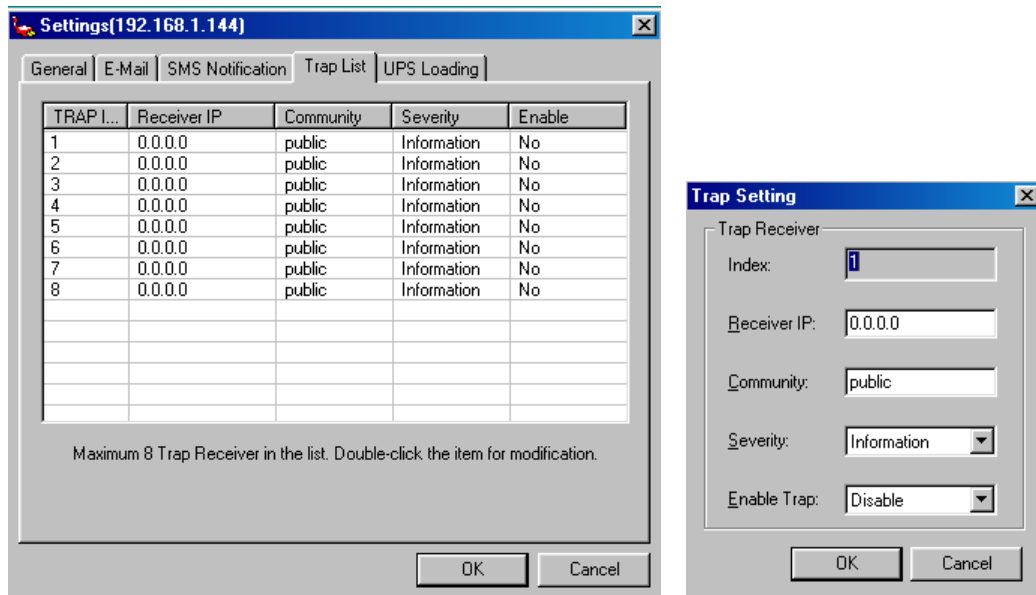 Settings(192.168.1.144)
General E-Mail SMS Notification Trap List UPS Loading
TRAP I... Receiver IP Community Severity Enable
1 0.0.0.0 public Information No
2 0.0.0.0 public Information No
3 0.0.0.0 public Information No
4 0.0.0.0 public Information No
5 0.0.0.0 public Information No
6 0.0.0.0 public Information No
7 0.0.0.0 public Information No
8 0.0.0.0 public Information No
Maximum 8 Trap Receiver in the list. Double-click the item for modification.
OK Cancel
Trap Setting
Trap Receiver
Index: 1
Receiver IP: 0.0.0.0
Community: public
Severity: Information
Enable Trap: Disable
OK Cancel